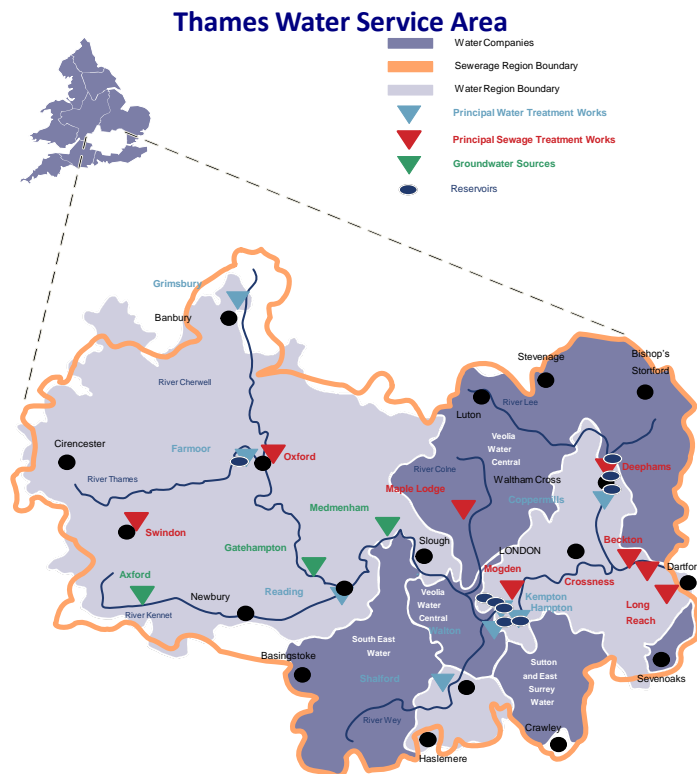 Thames Water Service Area
Water Companies
Sewerage Region Boundary
Water Region Boundary
Principal Water Treatment Works
Principal Sewage Treatment Works
Groundwater Sources
Reservoirs
Grimsbury
Banbury
Bishop's
Stevenage
Stortford
River Cherwell
River Lee
Luton
Veolia
Water
Central
Cirencester
Farmoor
Oxford
River Colne
Deephams
River Thames
Waltham Cross
Maple Lodge
Coppermills
Medmenham
Swindon
Slough
LONDON
Beckton
Gatehampton
Dartfor
Mogden
Crossness
Axford
Reading
Newbury
Veolia
Water
Central
Kempton
Hampton
Long
Reach
River Kennet
Walton
South East
Water
Basingstoke
Sutton
and East
Surrey
Water
Shalford
Sevenoaks
River Wey
Crawley
Haslemere